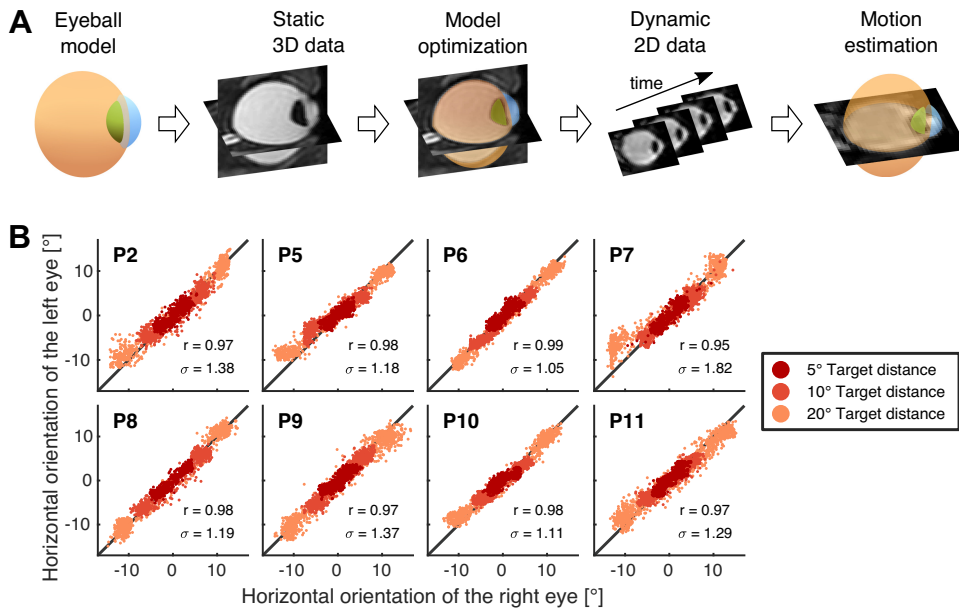 A
Eyeball
model
Static
3D data
Model
optimization
Dynamic
2D data
Motion
estimation
time
B
Horizontal orientation of the left eye [°]
P2
r = 0.97
σ = 1.38
P5
r = 0.98
σ = 1.18
P6
r = 0.99
σ = 1.05
P7
r = 0.95
σ = 1.82
10
0
-10
P8
r = 0.98
σ = 1.19
P9
r = 0.97
σ = 1.37
P10
r = 0.98
σ = 1.11
P11
r = 0.97
σ = 1.29
10
0
-10
-10 0 10 -10 0 10 -10 0 10 -10 0 10
Horizontal orientation of the right eye [°]
5° Target distance
10° Target distance
20° Target distance